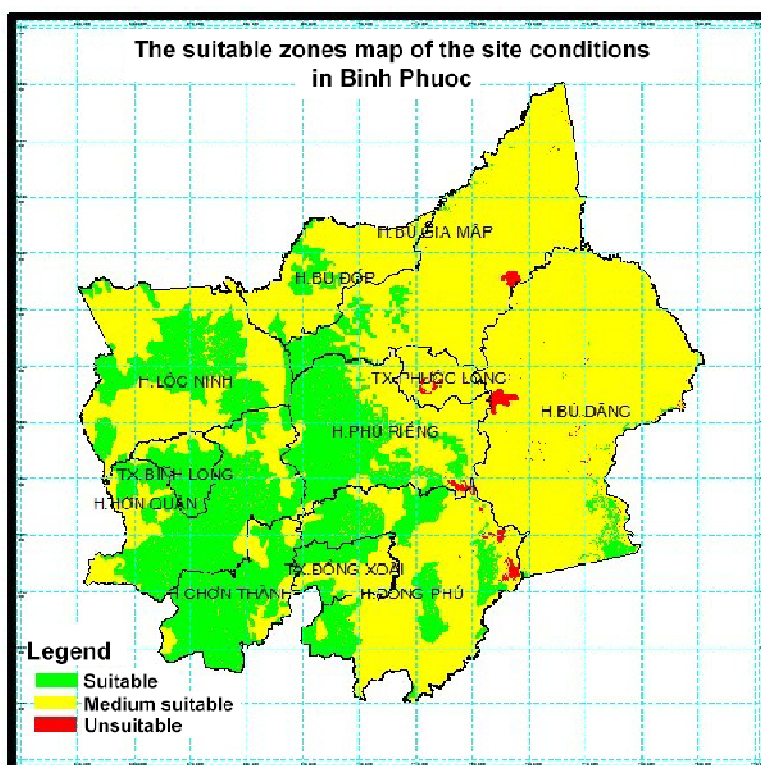 The suitable zones map of the site conditions
in Binh Phuoc
H.BÙ GIA MẬP
H.BÙ ĐỐP
TX.PHƯỚC LONG
H.LỘC NINH
H.BÙ ĐĂNG
H.PHÚ RIỀNG
TX.BÌNH LONG
H.HỚN QUẢN
TX.ĐỒNG XOÀI
H.CHƠN THÀNH
H.ĐỒNG PHÚ
Legend
Suitable
Medium suitable
Unsuitable